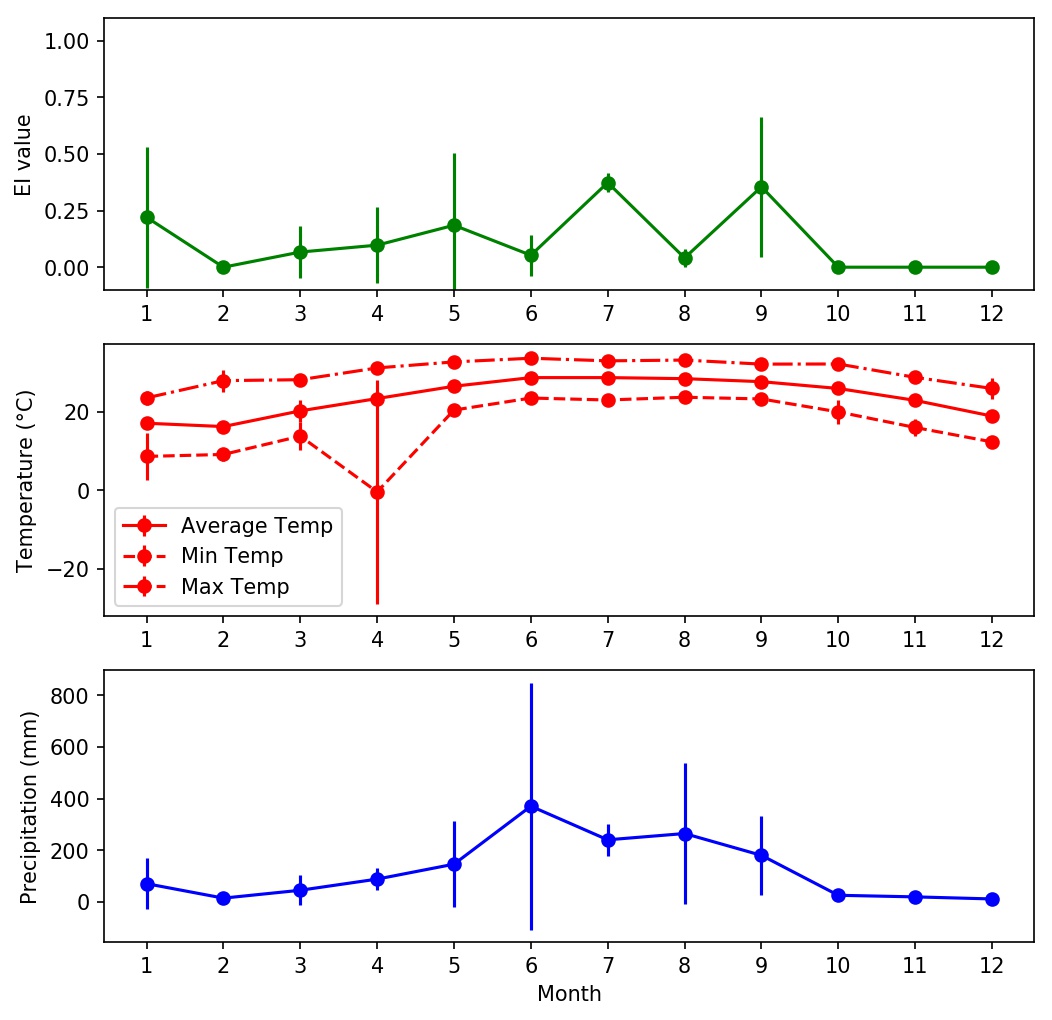 EI value
1.00
0.75
0.50
0.25
0.00
1 2 3 4 5 6 7 8 9 10 11 12
Temperature (°C)
20
0
−20
Average Temp
Min Temp
Max Temp
1 2 3 4 5 6 7 8 9 10 11 12
Precipitation (mm)
800
600
400
200
0
1 2 3 4 5 6 7 8 9 10 11 12
Month